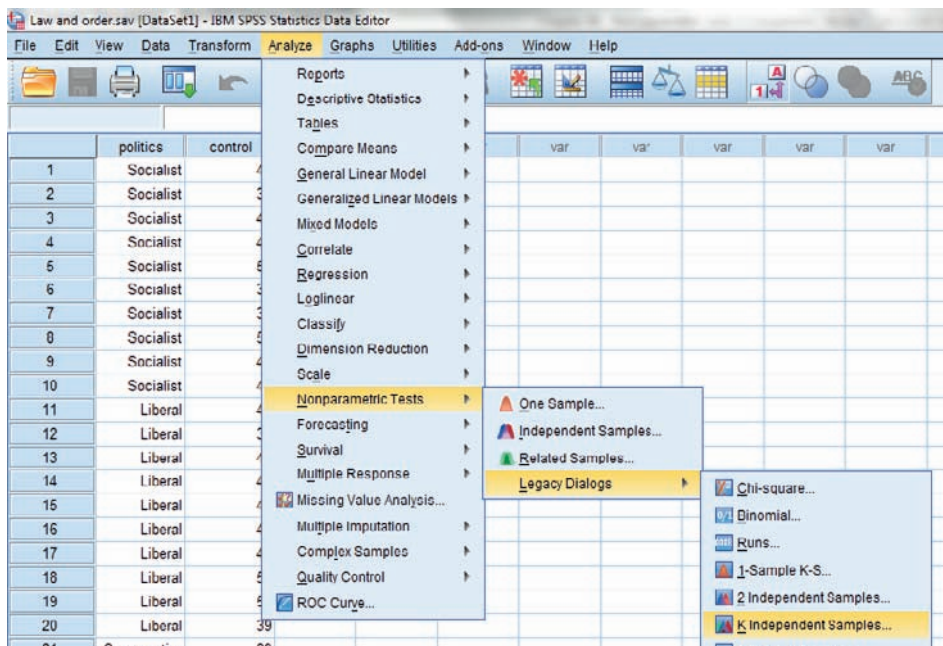 Law and order.sav [DataSet1] - IBM SPSS Statistics Data Editor
File Edit View Data Transform Analyze Graphs Utilities Add-ons Window Help
politics control var var var var var
1 Socialist
2 Socialist
3 Socialist
4 Socialist
5 Socialist
6 Socialist
7 Socialist
8 Socialist
9 Socialist
10 Socialist
11 Liberal
12 Liberal
13 Liberal
14 Liberal
15 Liberal
16 Liberal
17 Liberal
18 Liberal
19 Liberal
20 Liberal 39
Reports
Descriptive Statistics
Tables
Compare Means
General Linear Model
Generalized Linear Models
Mixed Models
Correlate
Regression
Loglinear
Classify
Dimension Reduction
Scale
Nonparametric Tests
Forecasting
Survival
Multiple Response
Missing Value Analysis...
Multiple Imputation
Complex Samples
Quality Control
ROC Curve...
One Sample...
Independent Samples...
Related Samples...
Legacy Dialogs
Chi-square...
Binomial...
Runs...
1-Sample K-S...
2 Independent Samples...
K Independent Samples...